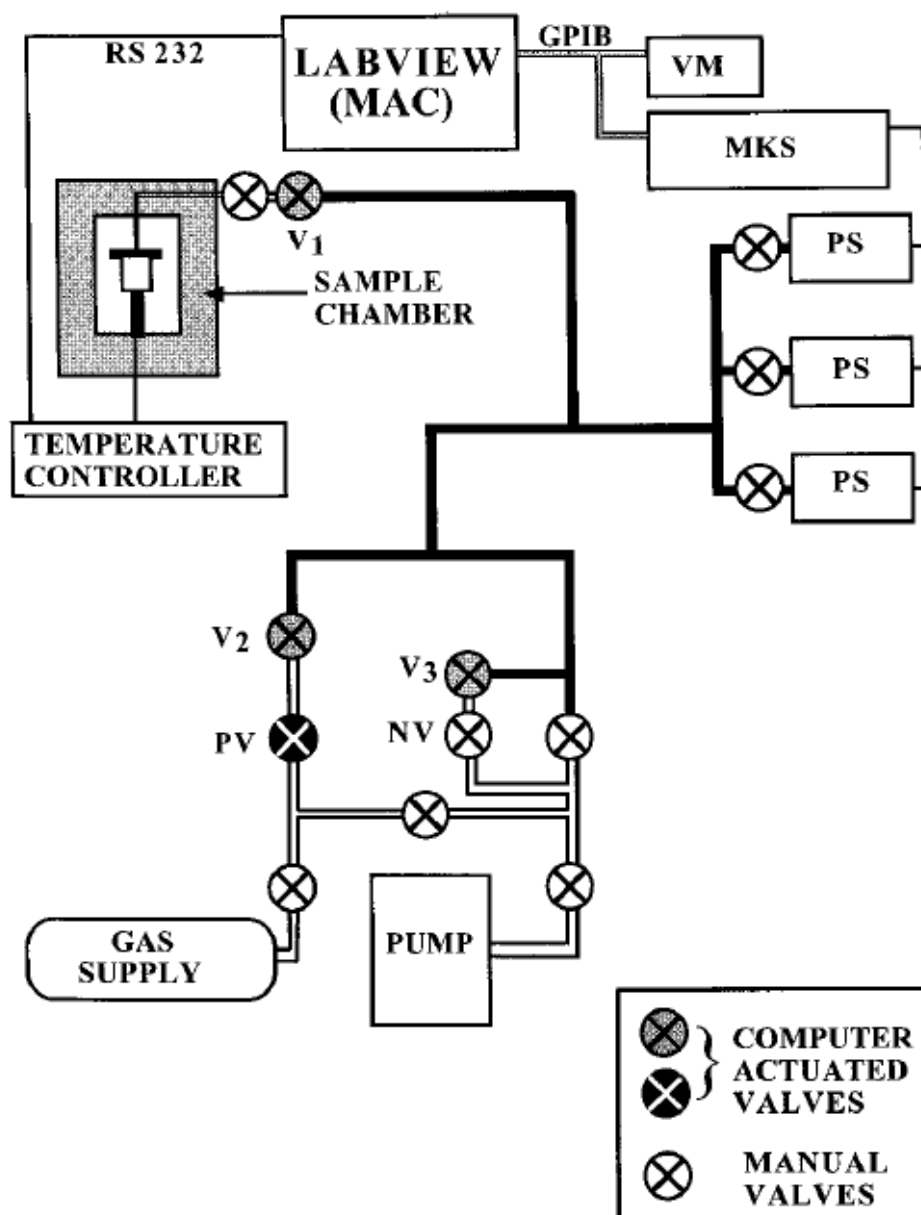 RS 232
LABVIEW
(MAC)
GPIB
VM
MKS
V1
SAMPLE
CHAMBER
PS
PS
PS
TEMPERATURE
CONTROLLER
V2
V3
PV
NV
GAS
SUPPLY
PUMP
COMPUTER
ACTUATED
VALVES
MANUAL
VALVES